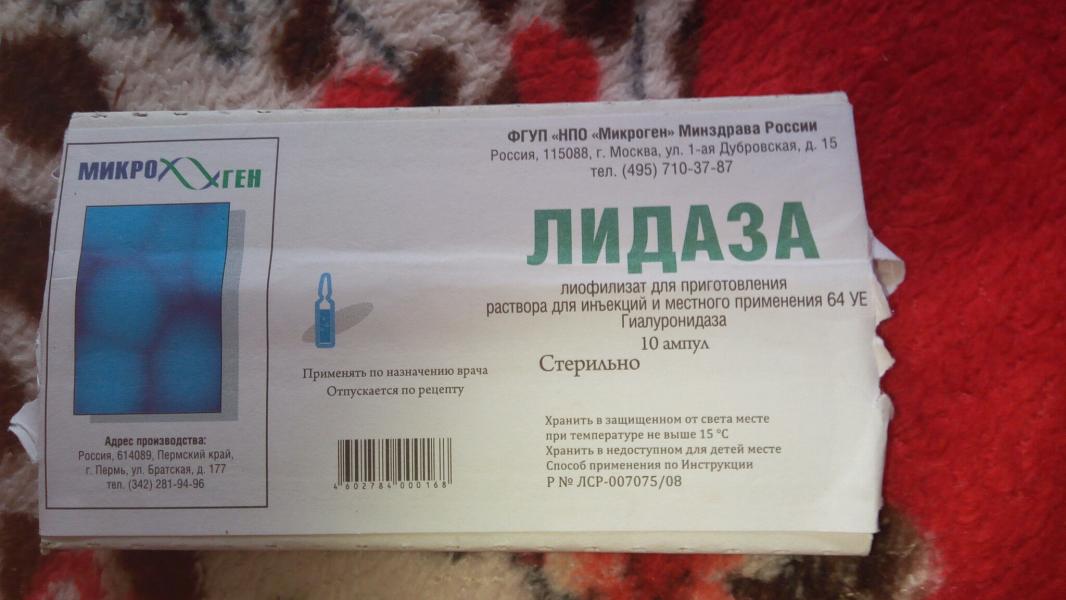 МИКРОГЕН
Адрес производства:
Россия, 614089, Пермский край,
г. Пермь, ул. Братская, д. 177
тел. (342) 281-94-96
Применять по назначению врача
Отпускается по рецепту
4602784000168
ФГУП «НПО «Микроген» Минздрава России
Россия, 115088, г. Москва, ул. 1-ая Дубровская, д. 15
тел. (495) 710-37-87
ЛИДАЗА
лиофилизат для приготовления
раствора для инъекций и местного применения 64 УЕ
Гиалуронидаза
10 ампул
Стерильно
Хранить в защищенном от света месте
при температуре не выше 15 °С
Хранить в недоступном для детей месте
Способ применения по Инструкции
Р № ЛСР-007075/08